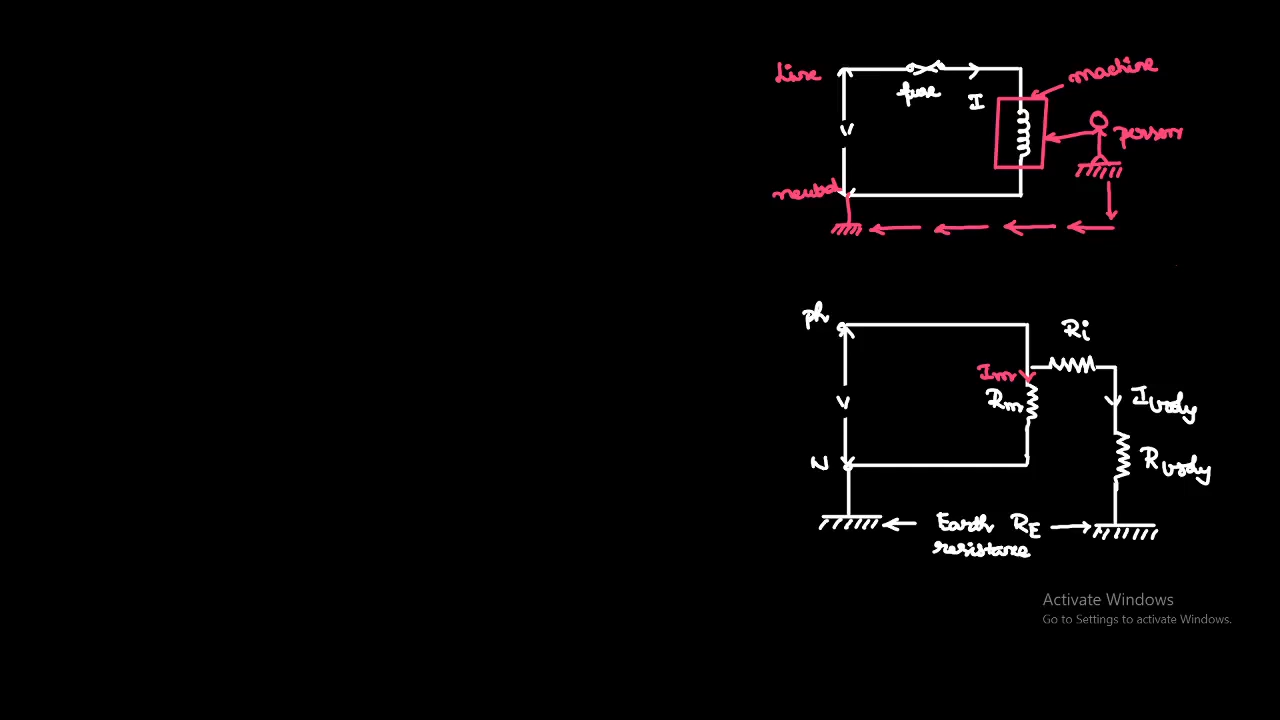 Line
fuse
I
machine
V
person
neutral
ph
Ri
Im
V
Rm
Ibody
N
Rbody
Earth RE
resistance
Activate Windows
Go to Settings to activate Windows.